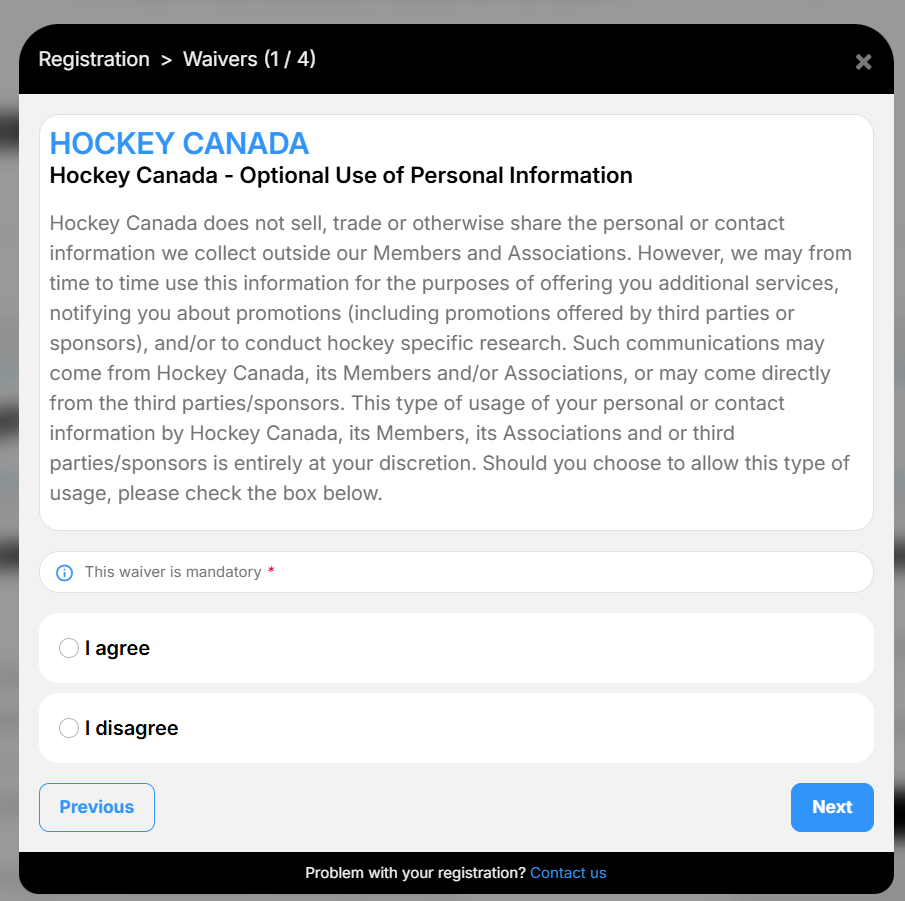 Registration > Waivers (1 / 4)
HOCKEY CANADA
Hockey Canada - Optional Use of Personal Information
Hockey Canada does not sell, trade or otherwise share the personal or contact
information we collect outside our Members and Associations. However, we may from
time to time use this information for the purposes of offering you additional services,
notifying you about promotions (including promotions offered by third parties or
sponsors), and/or to conduct hockey specific research. Such communications may
come from Hockey Canada, its Members and/or Associations, or may come directly
from the third parties/sponsors. This type of usage of your personal or contact
information by Hockey Canada, its Members, its Associations and or third
parties/sponsors is entirely at your discretion. Should you choose to allow this type of
usage, please check the box below.
This waiver is mandatory *
I agree
I disagree
Previous
Next
Problem with your registration? Contact us